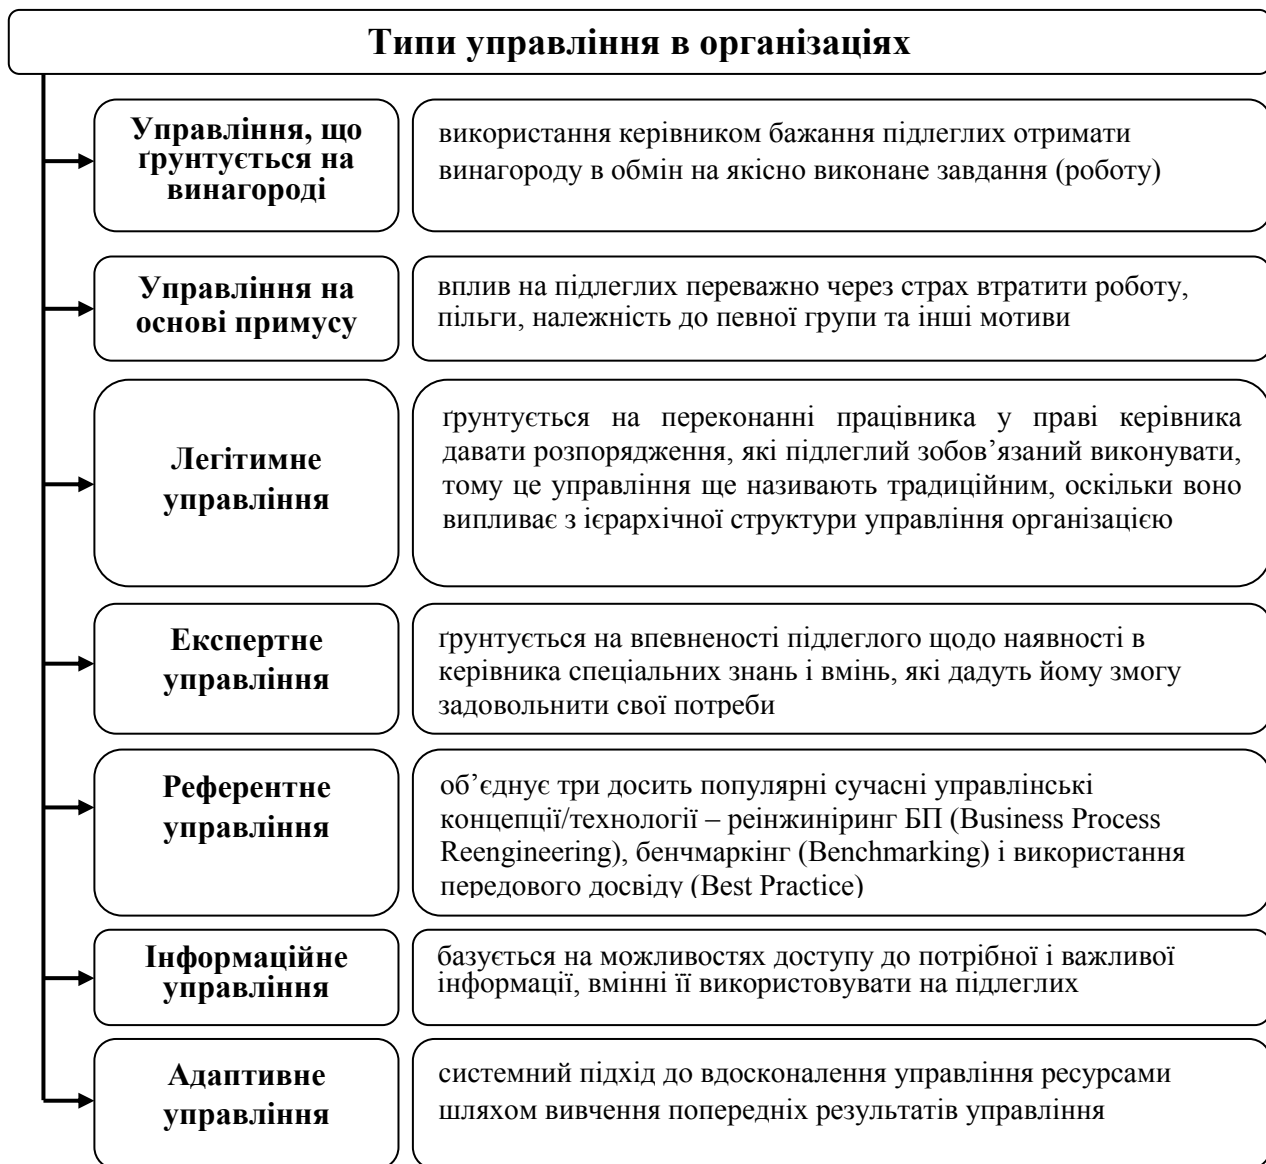 Типи управління в організаціях
Управління, що
ґрунтується на
винагороді
використання керівником бажання підлеглих отримати
винагороду в обмін на якісно виконане завдання (роботу)
Управління на
основі примусу
вплив на підлеглих переважно через страх втратити роботу,
пільги, належність до певної групи та інші мотиви
Легітимне
управління
ґрунтується на переконанні працівника у праві керівника
давати розпорядження, які підлеглий зобов’язаний виконувати,
тому це управління ще називають традиційним, оскільки воно
випливає з ієрархічної структури управління організацією
Експертне
управління
ґрунтується на впевненості підлеглого щодо наявності в
керівника спеціальних знань і вмінь, які дадуть йому змогу
задовольнити свої потреби
Референтне
управління
об’єднує три досить популярні сучасні управлінські
концепції/технології – реінжиніринг БП (Business Process
Reengineering), бенчмаркінг (Benchmarking) і використання
передового досвіду (Best Practice)
Інформаційне
управління
базується на можливостях доступу до потрібної і важливої
інформації, вмінні її використовувати на підлеглих
Адаптивне
управління
системний підхід до вдосконалення управління ресурсами
шляхом вивчення попередніх результатів управління